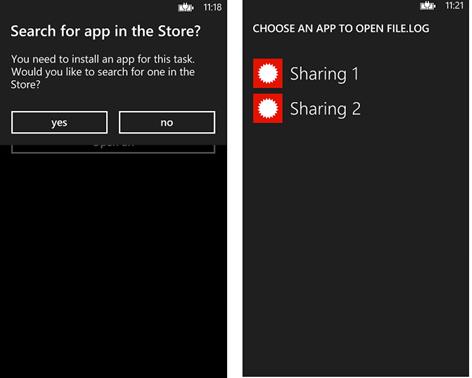 11:18
Search for app in the Store?
You need to install an app for this task.
Would you like to search for one in the
Store?
yes
no
11:21
CHOOSE AN APP TO OPEN FILE.LOG
Sharing 1
Sharing 2